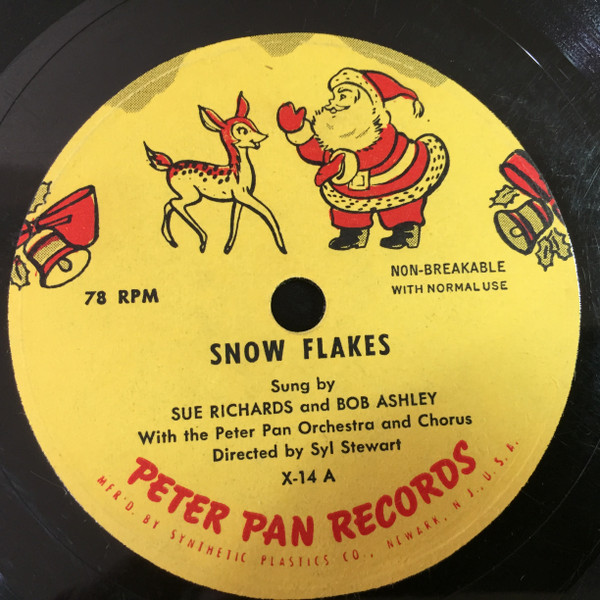 78 RPM
NON-BREAKABLE
WITH NORMAL USE
SNOW FLAKES
Sung by
SUE RICHARDS and BOB ASHLEY
With the Peter Pan Orchestra and Chorus
Directed by Syl Stewart
X-14 A
PETER PAN RECORDS
MFR'D. BY SYNTHETIC PLASTICS CO., NEWARK, N.J., U.S.A.